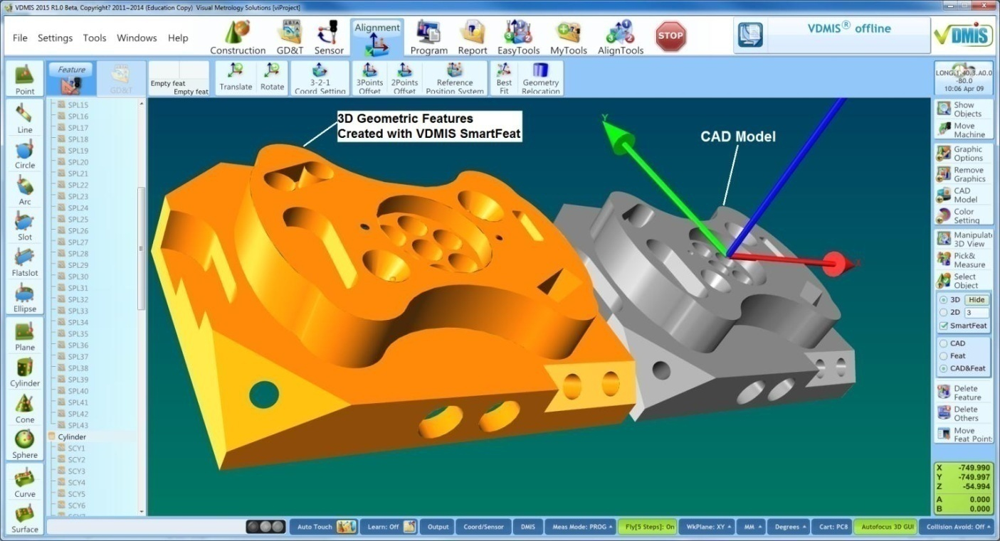 VDMIS 2015 R1.0 Beta, Copyright? 2011~2014 (Education Copy) Visual Metrology Solutions [viProject]
File Settings Tools Windows Help
Construction GD&T Sensor Alignment Program Report EasyTools MyTools AlignTools STOP
VDMIS® offline
VDMIS
Point
Feature
GD&T
Empty feat
Empty feat
Translate Rotate
3-2-1
Coord Setting
3Points
Offset
2Points
Offset
Reference
Position System
Best
Fit
Geometry
Relocation
LONG.1.40.3.A0.0
-B0.0
10:06 Apr 09
Line
Circle
Arc
Slot
Flatslot
Ellipse
Plane
Cylinder
Cone
Sphere
Curve
Surface
SPL15
SPL16
SPL17
SPL18
SPL19
SPL20
SPL21
SPL22
SPL23
SPL24
SPL25
SPL26
SPL27
SPL28
SPL29
SPL30
SPL31
SPL32
SPL33
SPL34
SPL35
SPL36
SPL37
SPL38
SPL39
SPL40
SPL41
SPL42
SPL43
Cylinder
SCY1
SCY2
SCY3
SCY4
SCY5
SCY6
3D Geometric Features
Created with VDMIS SmartFeat
CAD Model
Y
X
Show
Objects
Move
Machine
Graphic
Options
Remove
Graphics
CAD
Model
Color
Setting
Manipulat
3D View
Pick&
Measure
Select
Object
3D Hide
2D 3
SmartFeat
CAD
Feat
CAD&Feat
Delete
Feature
Delete
Others
Move
Feat Point
X -749.990
Y -749.997
Z -54.994
A 0.000
B 0.000
Auto Touch Learn: Off Output Coord/Sensor DMIS Meas Mode: PROG Fly[5 Steps]: On WkPlane: XY MM Degrees Cart: PCS Autofocus 3D GUI Collision Avoid: Off